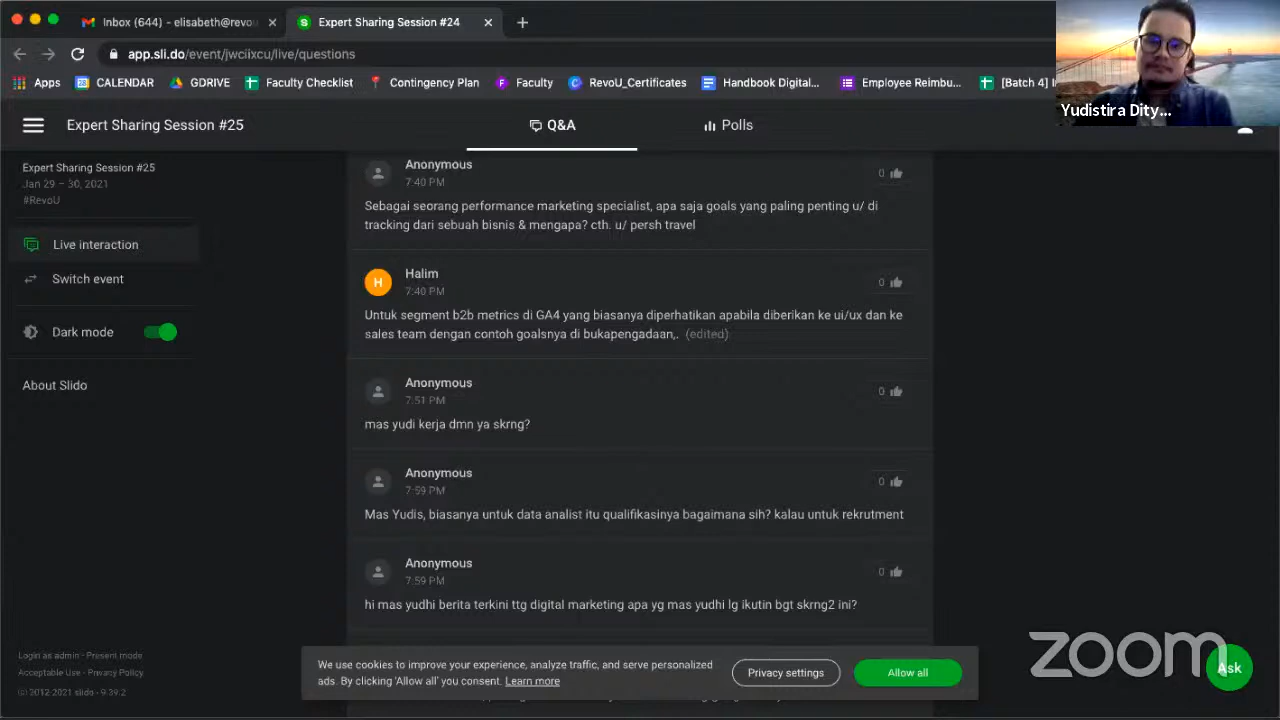 Inbox (644) – elisabeth@revou
Expert Sharing Session #24
app.sli.do/event/jwciixcu/live/questions
Apps
CALENDAR
GDRIVE
Faculty Checklist
Contingency Plan
Faculty
RevoU_Certificates
Handbook Digital...
Employee Reimbu...
[Batch 4]
Yudistira Dity...
Expert Sharing Session #25
Q&A
Polls
Expert Sharing Session #25
Jan 29 – 30, 2021
#RevoU
Live interaction
Switch event
Dark mode
About Slido
Login as admin - Present mode
Acceptable Use - Privacy Policy
(c) 2012-2021 slido - 9.39.2
Anonymous
0
7:40 PM
Sebagai seorang performance marketing specialist, apa saja goals yang paling penting u/ di
tracking dari sebuah bisnis & mengapa? cth. u/ persh travel
H
Halim
0
7:40 PM
Untuk segment b2b metrics di GA4 yang biasanya diperhatikan apabila diberikan ke ui/ux dan ke
sales team dengan contoh goalsnya di bukapengadaan,. (edited)
Anonymous
0
7:51 PM
mas yudi kerja dmn ya skrng?
Anonymous
0
7:59 PM
Mas Yudis, biasanya untuk data analist itu qualifikasinya bagaimana sih? kalau untuk rekrutment
Anonymous
0
7:59 PM
hi mas yudhi berita terkini ttg digital marketing apa yg mas yudhi lg ikutin bgt skrng2 ini?
We use cookies to improve your experience, analyze traffic, and serve personalized
ads. By clicking 'Allow all' you consent. Learn more
Privacy settings
Allow all
zoom
Ask